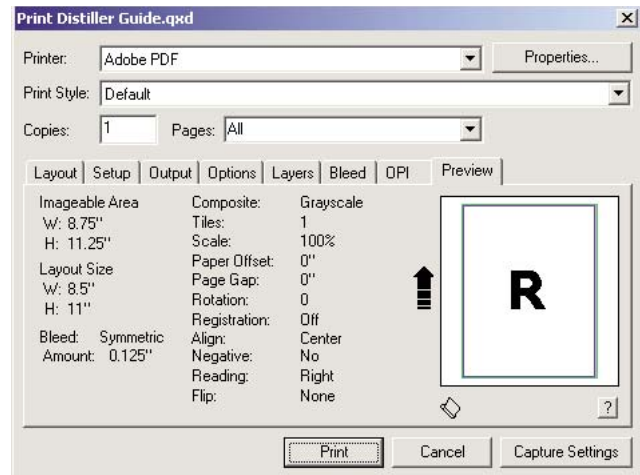 Print Distiller Guide.qxd
Printer: Adobe PDF Properties...
Print Style: Default
Copies: 1 Pages: All
Layout Setup Output Options Layers Bleed OPI Preview
Imageable Area
W: 8.75"
H: 11.25"
Layout Size
W: 8.5"
H: 11"
Bleed: Symmetric
Amount: 0.125"
Composite: Grayscale
Tiles: 1
Scale: 100%
Paper Offset: 0"
Page Gap: 0"
Rotation: 0
Registration: Off
Align: Center
Negative: No
Reading: Right
Flip: None
R
?
Print Cancel Capture Settings